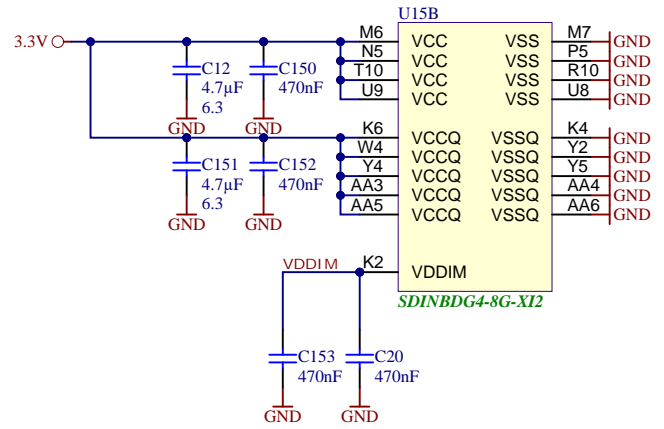 U15B
3.3V
M6 VCC VSS M7 GND
N5 VCC VSS P5 GND
T10 VCC VSS R10 GND
U9 VCC VSS U8 GND
C12
4.7µF
6.3
C150
470nF
GND GND
K6 VCCQ VSSQ K4 GND
W4 VCCQ VSSQ Y2 GND
Y4 VCCQ VSSQ Y5 GND
AA3 VCCQ VSSQ AA4 GND
AA5 VCCQ VSSQ AA6 GND
C151
4.7µF
6.3
C152
470nF
GND GND
VDDIM K2 VDDIM
SDINBDG4-8G-XI2
C153
470nF
C20
470nF
GND GND